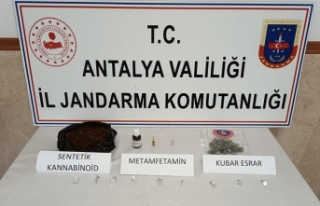 T.C.
ANTALYA VALİLİĞİ
İL JANDARMA KOMUTANLIĞI
SENTETİK
KANNABİNOİD
METAMFETAMİN
KUBAR ESRAR